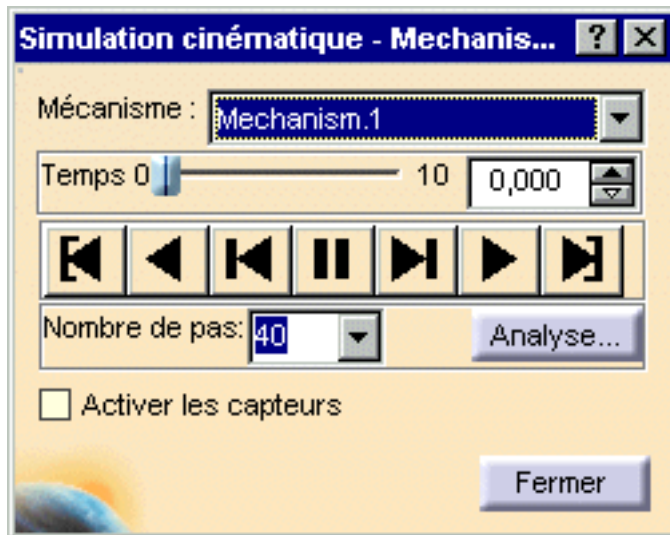 Simulation cinématique - Mechanis... ?
Mécanisme : Mechanism.1
Temps 0 10 0,000
Nombre de pas: 40 Analyse...
Activer les capteurs
Fermer